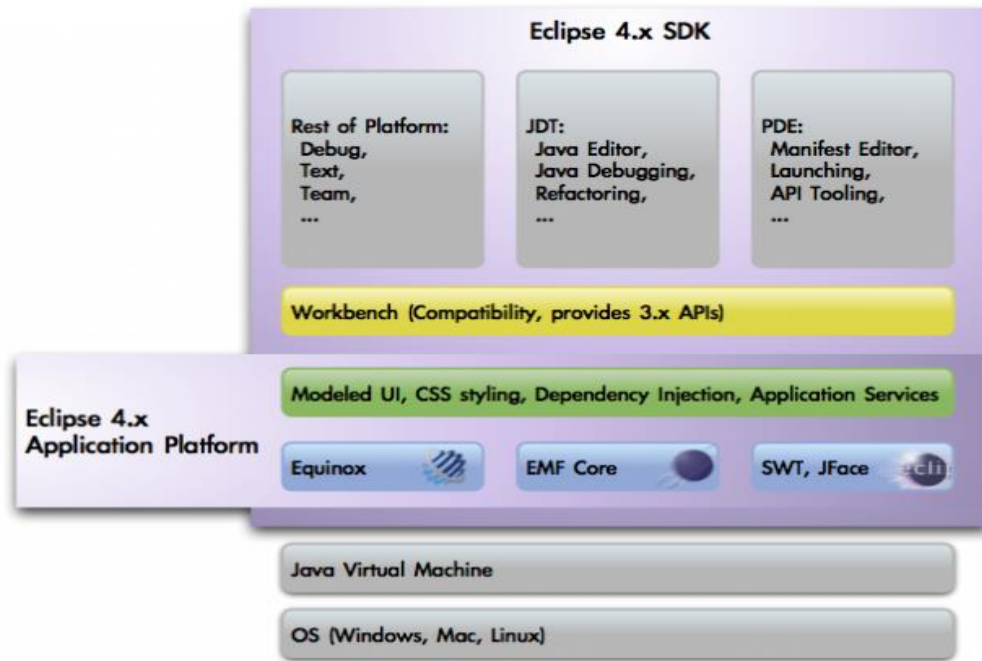 Eclipse 4.x SDK
Rest of Platform:
Debug,
Text,
Team,
...
JDT:
Java Editor,
Java Debugging,
Refactoring,
...
PDE:
Manifest Editor,
Launching,
API Tooling,
...
Workbench (Compatibility, provides 3.x APIs)
Eclipse 4.x
Application Platform
Modeled UI, CSS styling, Dependency Injection, Application Services
Equinox
EMF Core
SWT, JFace
Java Virtual Machine
OS (Windows, Mac, Linux)